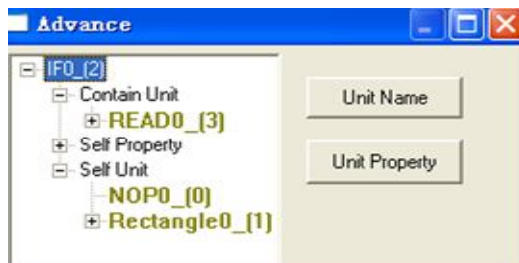 Advance
IF0_(2)
Contain Unit
READ0_(3)
Self Property
Self Unit
NOP0_(0)
Rectangle0_(1)
Unit Name
Unit Property